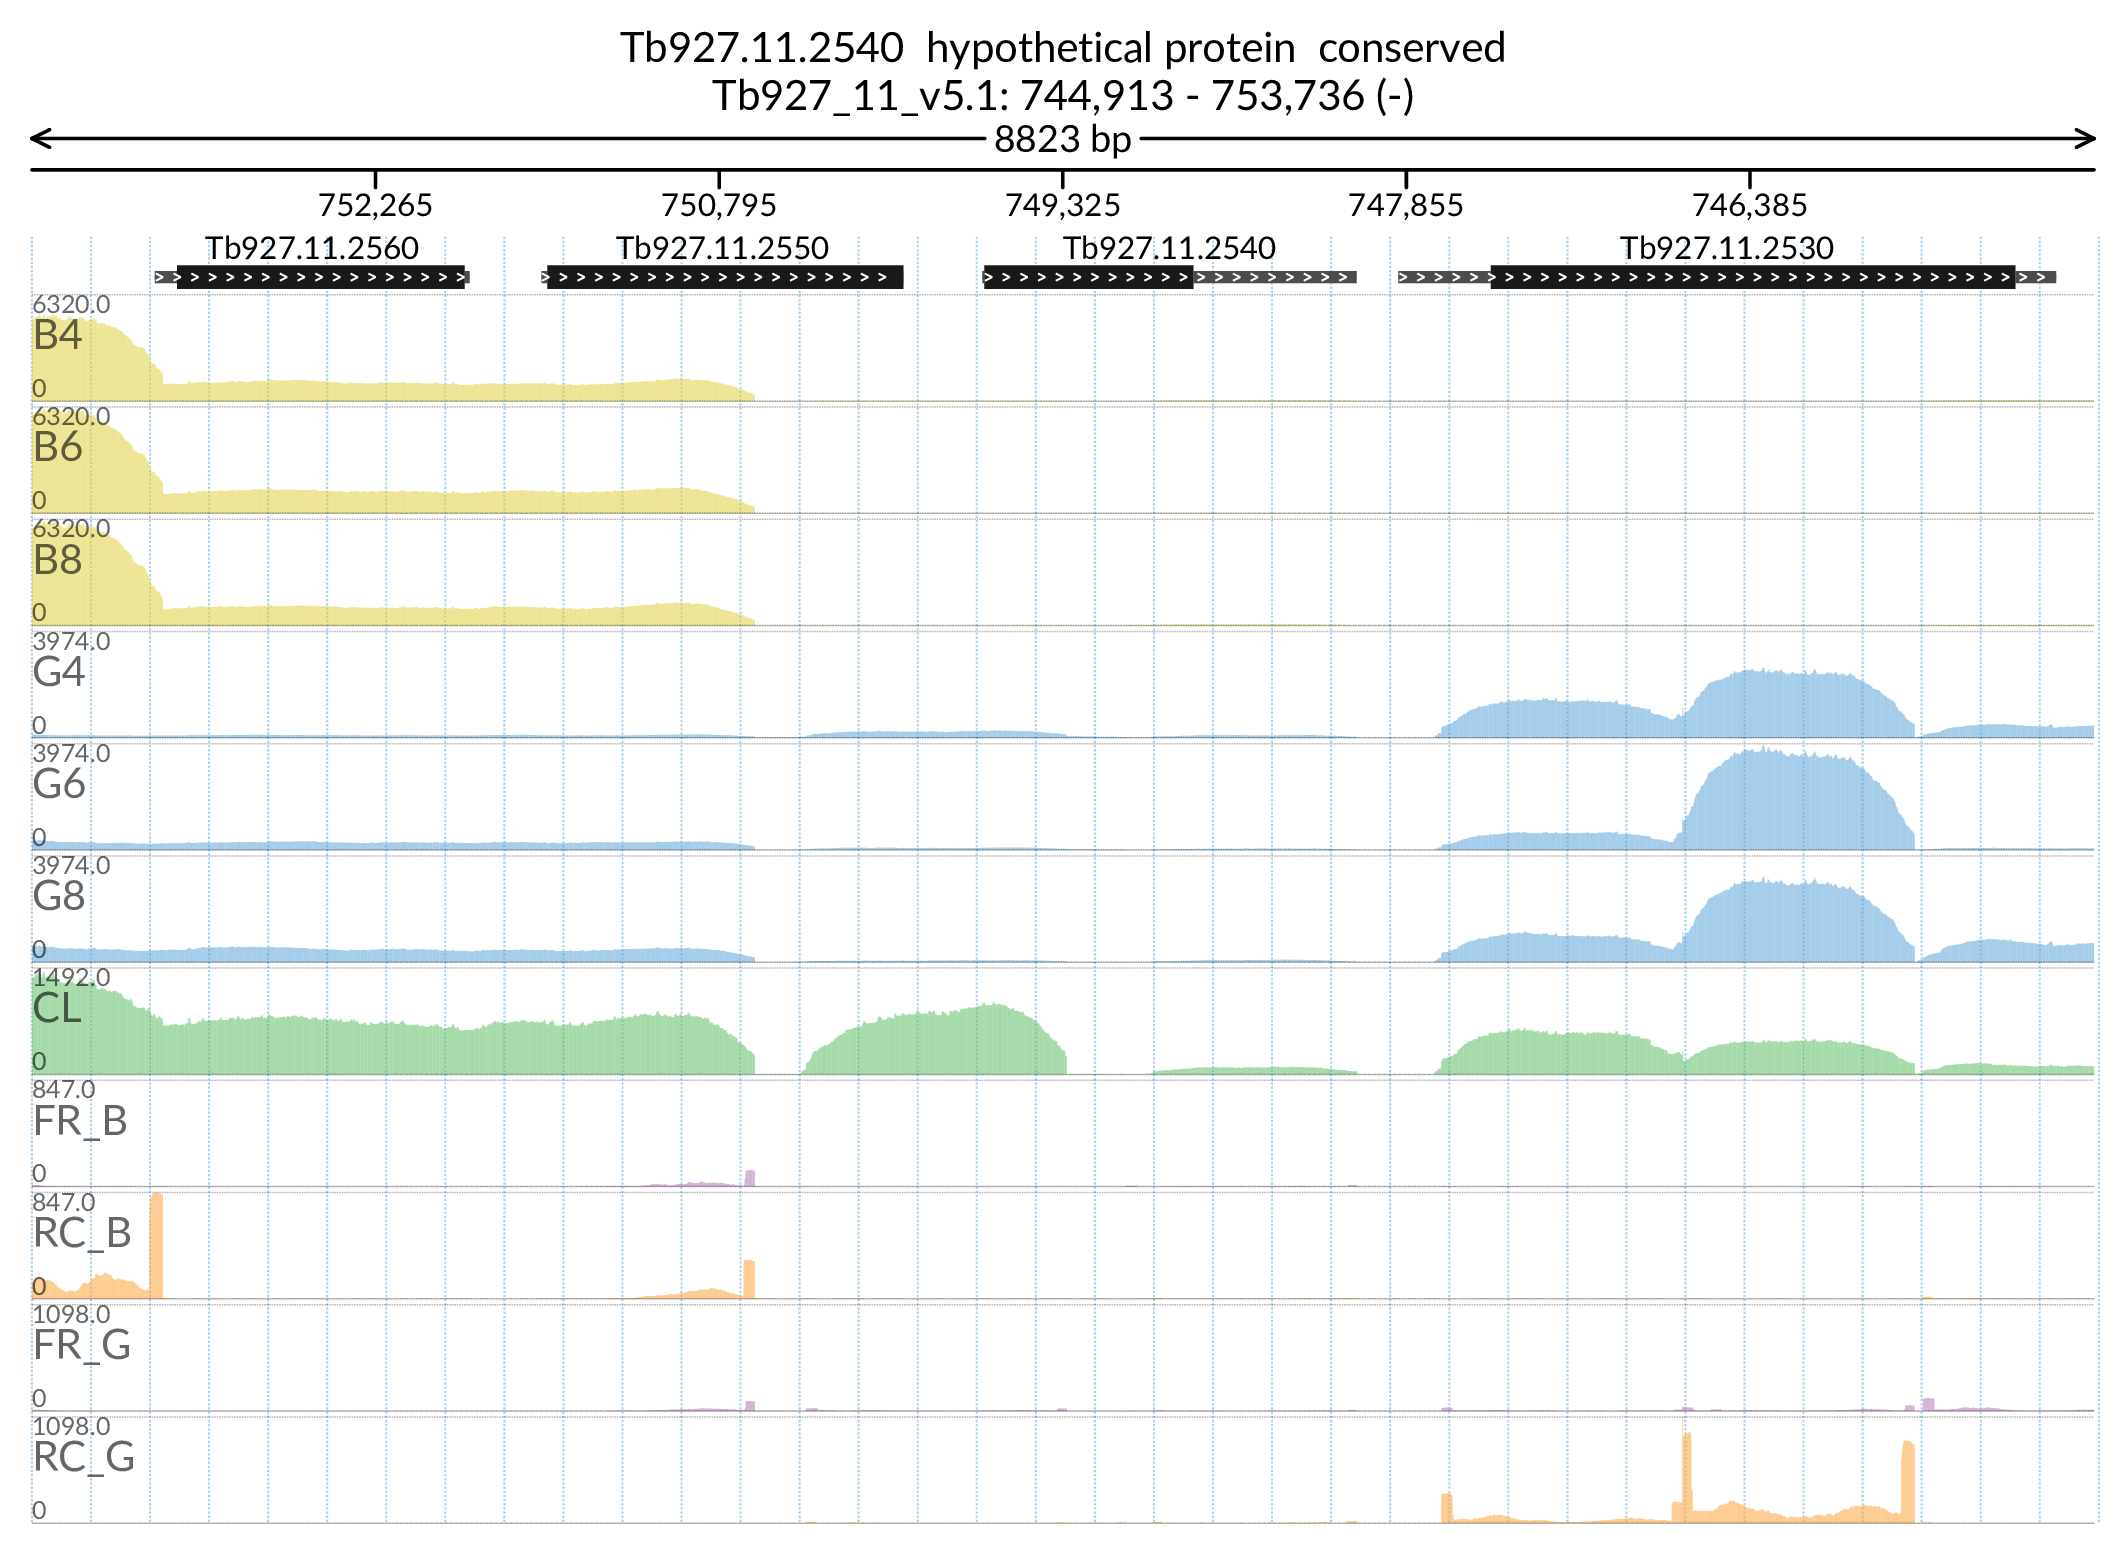 Tb927.11.2540 hypothetical protein conserved
Tb927_11_v5.1: 744,913 - 753,736 (-)
8823 bp
752,265 750,795 749,325 747,855 746,385
Tb927.11.2560 Tb927.11.2550 Tb927.11.2540 Tb927.11.2530
6320.0
B4
0
6320.0
B6
0
6320.0
B8
0
3974.0
G4
0
3974.0
G6
0
3974.0
G8
0
1492.0
CL
0
847.0
FR_B
0
847.0
RC_B
0
1098.0
FR_G
0
1098.0
RC_G
0